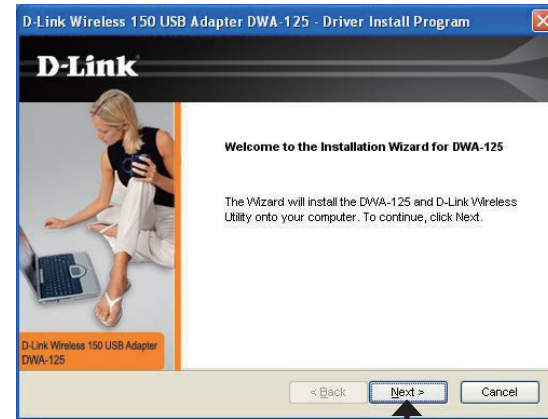 D-Link Wireless 150 USB Adapter DWA-125 - Driver Install Program
D-Link
Welcome to the Installation Wizard for DWA-125
The Wizard will install the DWA-125 and D-Link Wireless
Utility onto your computer. To continue, click Next.
D-Link Wireless 150 USB Adapter
DWA-125
< Back Next > Cancel